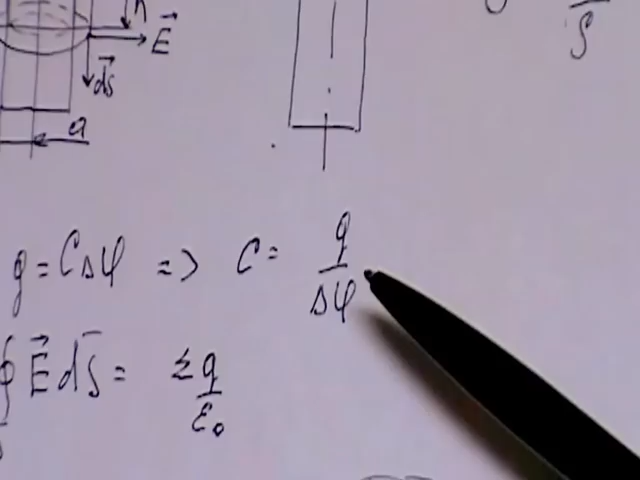 h
E⃗
ds⃗
a
S
q = CΔφ => C = q/Δφ
∮ E⃗ ds̄ = Σq/ε₀